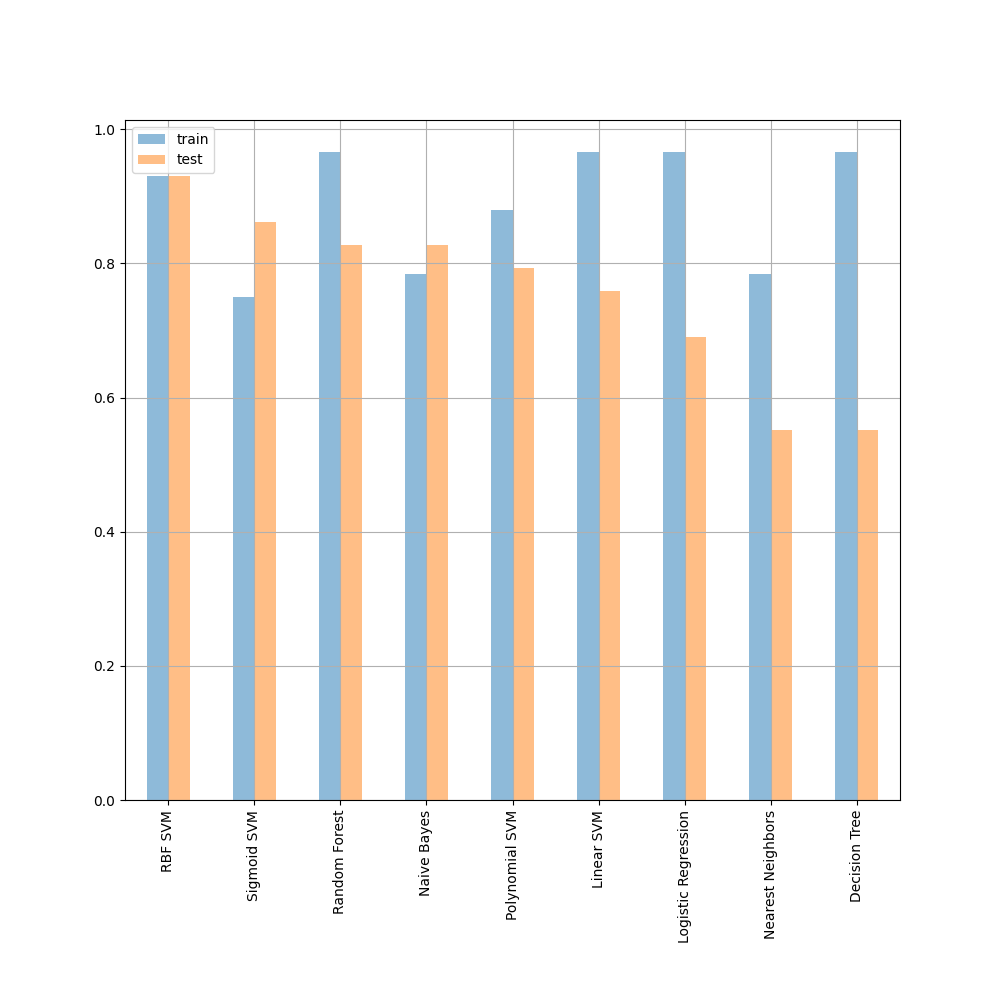 train
test
1.0
0.8
0.6
0.4
0.2
0.0
RBF SVM
Sigmoid SVM
Random Forest
Naive Bayes
Polynomial SVM
Linear SVM
Logistic Regression
Nearest Neighbors
Decision Tree